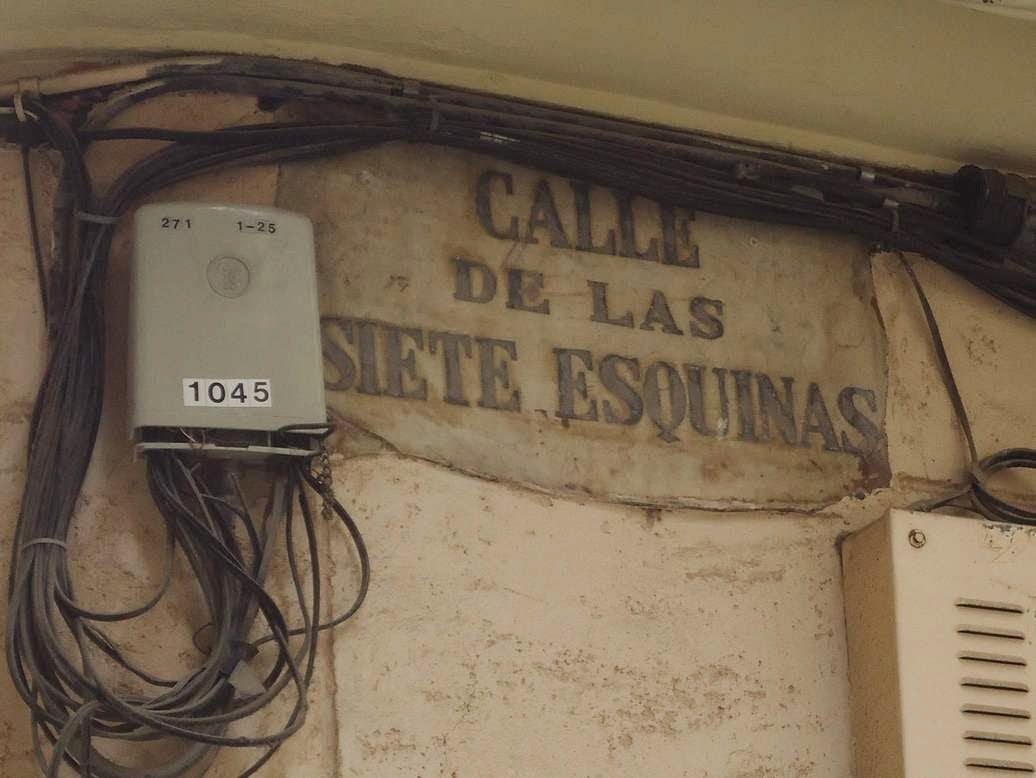 271 1-25
1045
CALLE
DE LAS
SIETE ESQUINAS